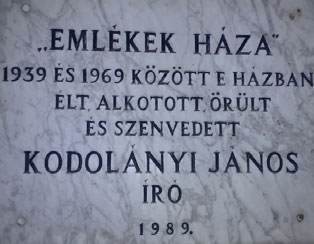 „EMLÉKEK HÁZA"
1939 ÉS 1969 KÖZÖTT E HÁZBAN
ÉLT, ALKOTOTT, ÖRÜLT
ÉS SZENVEDETT
KODOLÁNYI JÁNOS
ÍRÓ
1989.